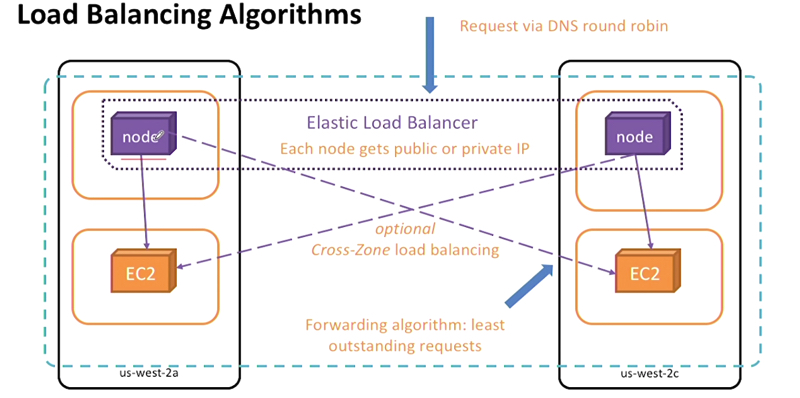 Load Balancing Algorithms
Request via DNS round robin
node
Elastic Load Balancer
Each node gets public or private IP
node
optional
Cross-Zone load balancing
EC2
EC2
Forwarding algorithm: least
outstanding requests
us-west-2a
us-west-2c